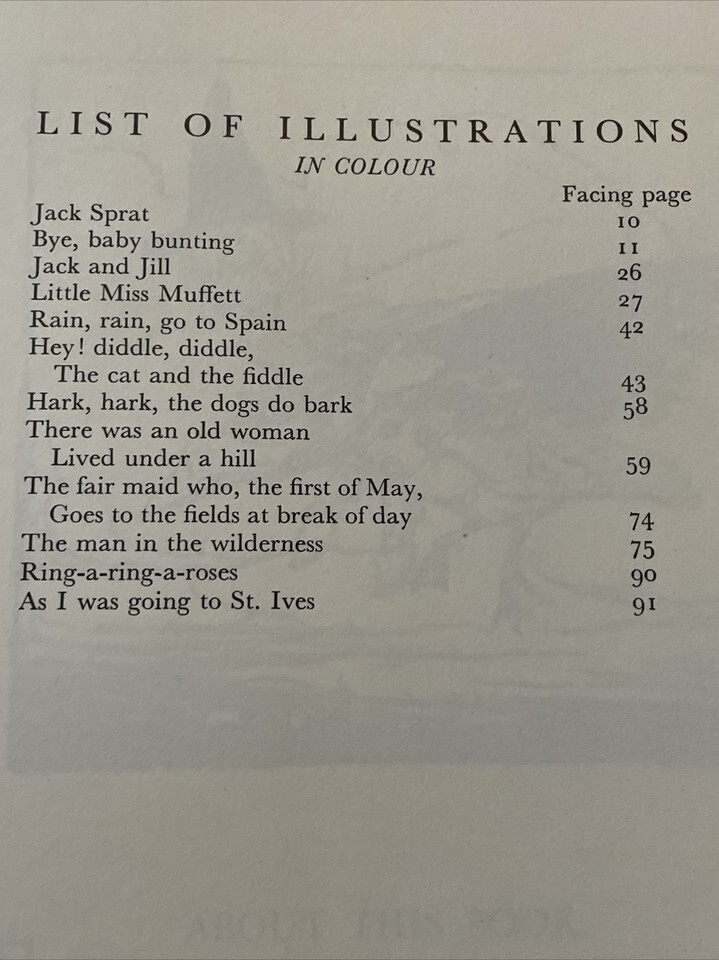 LIST OF ILLUSTRATIONS
IN COLOUR
Facing page
Jack Sprat 10
Bye, baby bunting 11
Jack and Jill 26
Little Miss Muffett 27
Rain, rain, go to Spain 42
Hey! diddle, diddle,
The cat and the fiddle 43
Hark, hark, the dogs do bark 58
There was an old woman
Lived under a hill 59
The fair maid who, the first of May,
Goes to the fields at break of day 74
The man in the wilderness 75
Ring-a-ring-a-roses 90
As I was going to St. Ives 91
ABOUT THIS BOOK